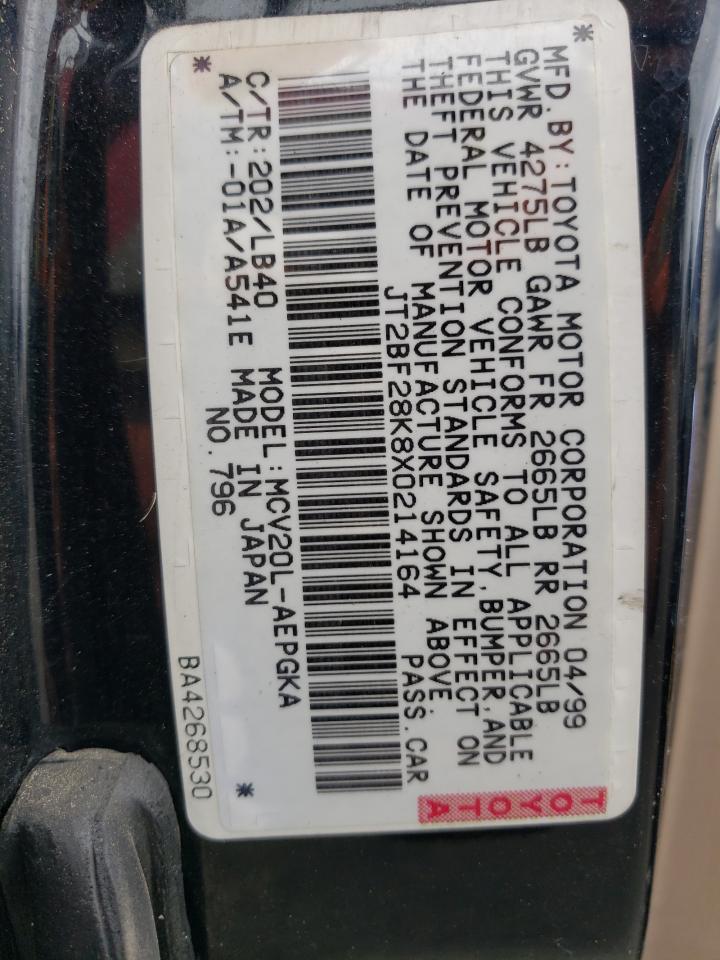 MFD. BY: TOYOTA MOTOR CORPORATION 04/99
GVWR 4275LB GAWR FR 2665LB RR 2665LB
THIS VEHICLE CONFORMS TO ALL APPLICABLE
FEDERAL MOTOR VEHICLE SAFETY, BUMPER, AND
THEFT PREVENTION STANDARDS IN EFFECT ON
THE DATE OF MANUFACTURE SHOWN ABOVE.
JT2BF28K8X0214164 PASS. CAR
TOYOTA
C/TR: 202/LB40 MODEL: MCV20L-AEPGKA
A/TM: -01A/A541E MADE IN JAPAN
NO. 796
BA4268530